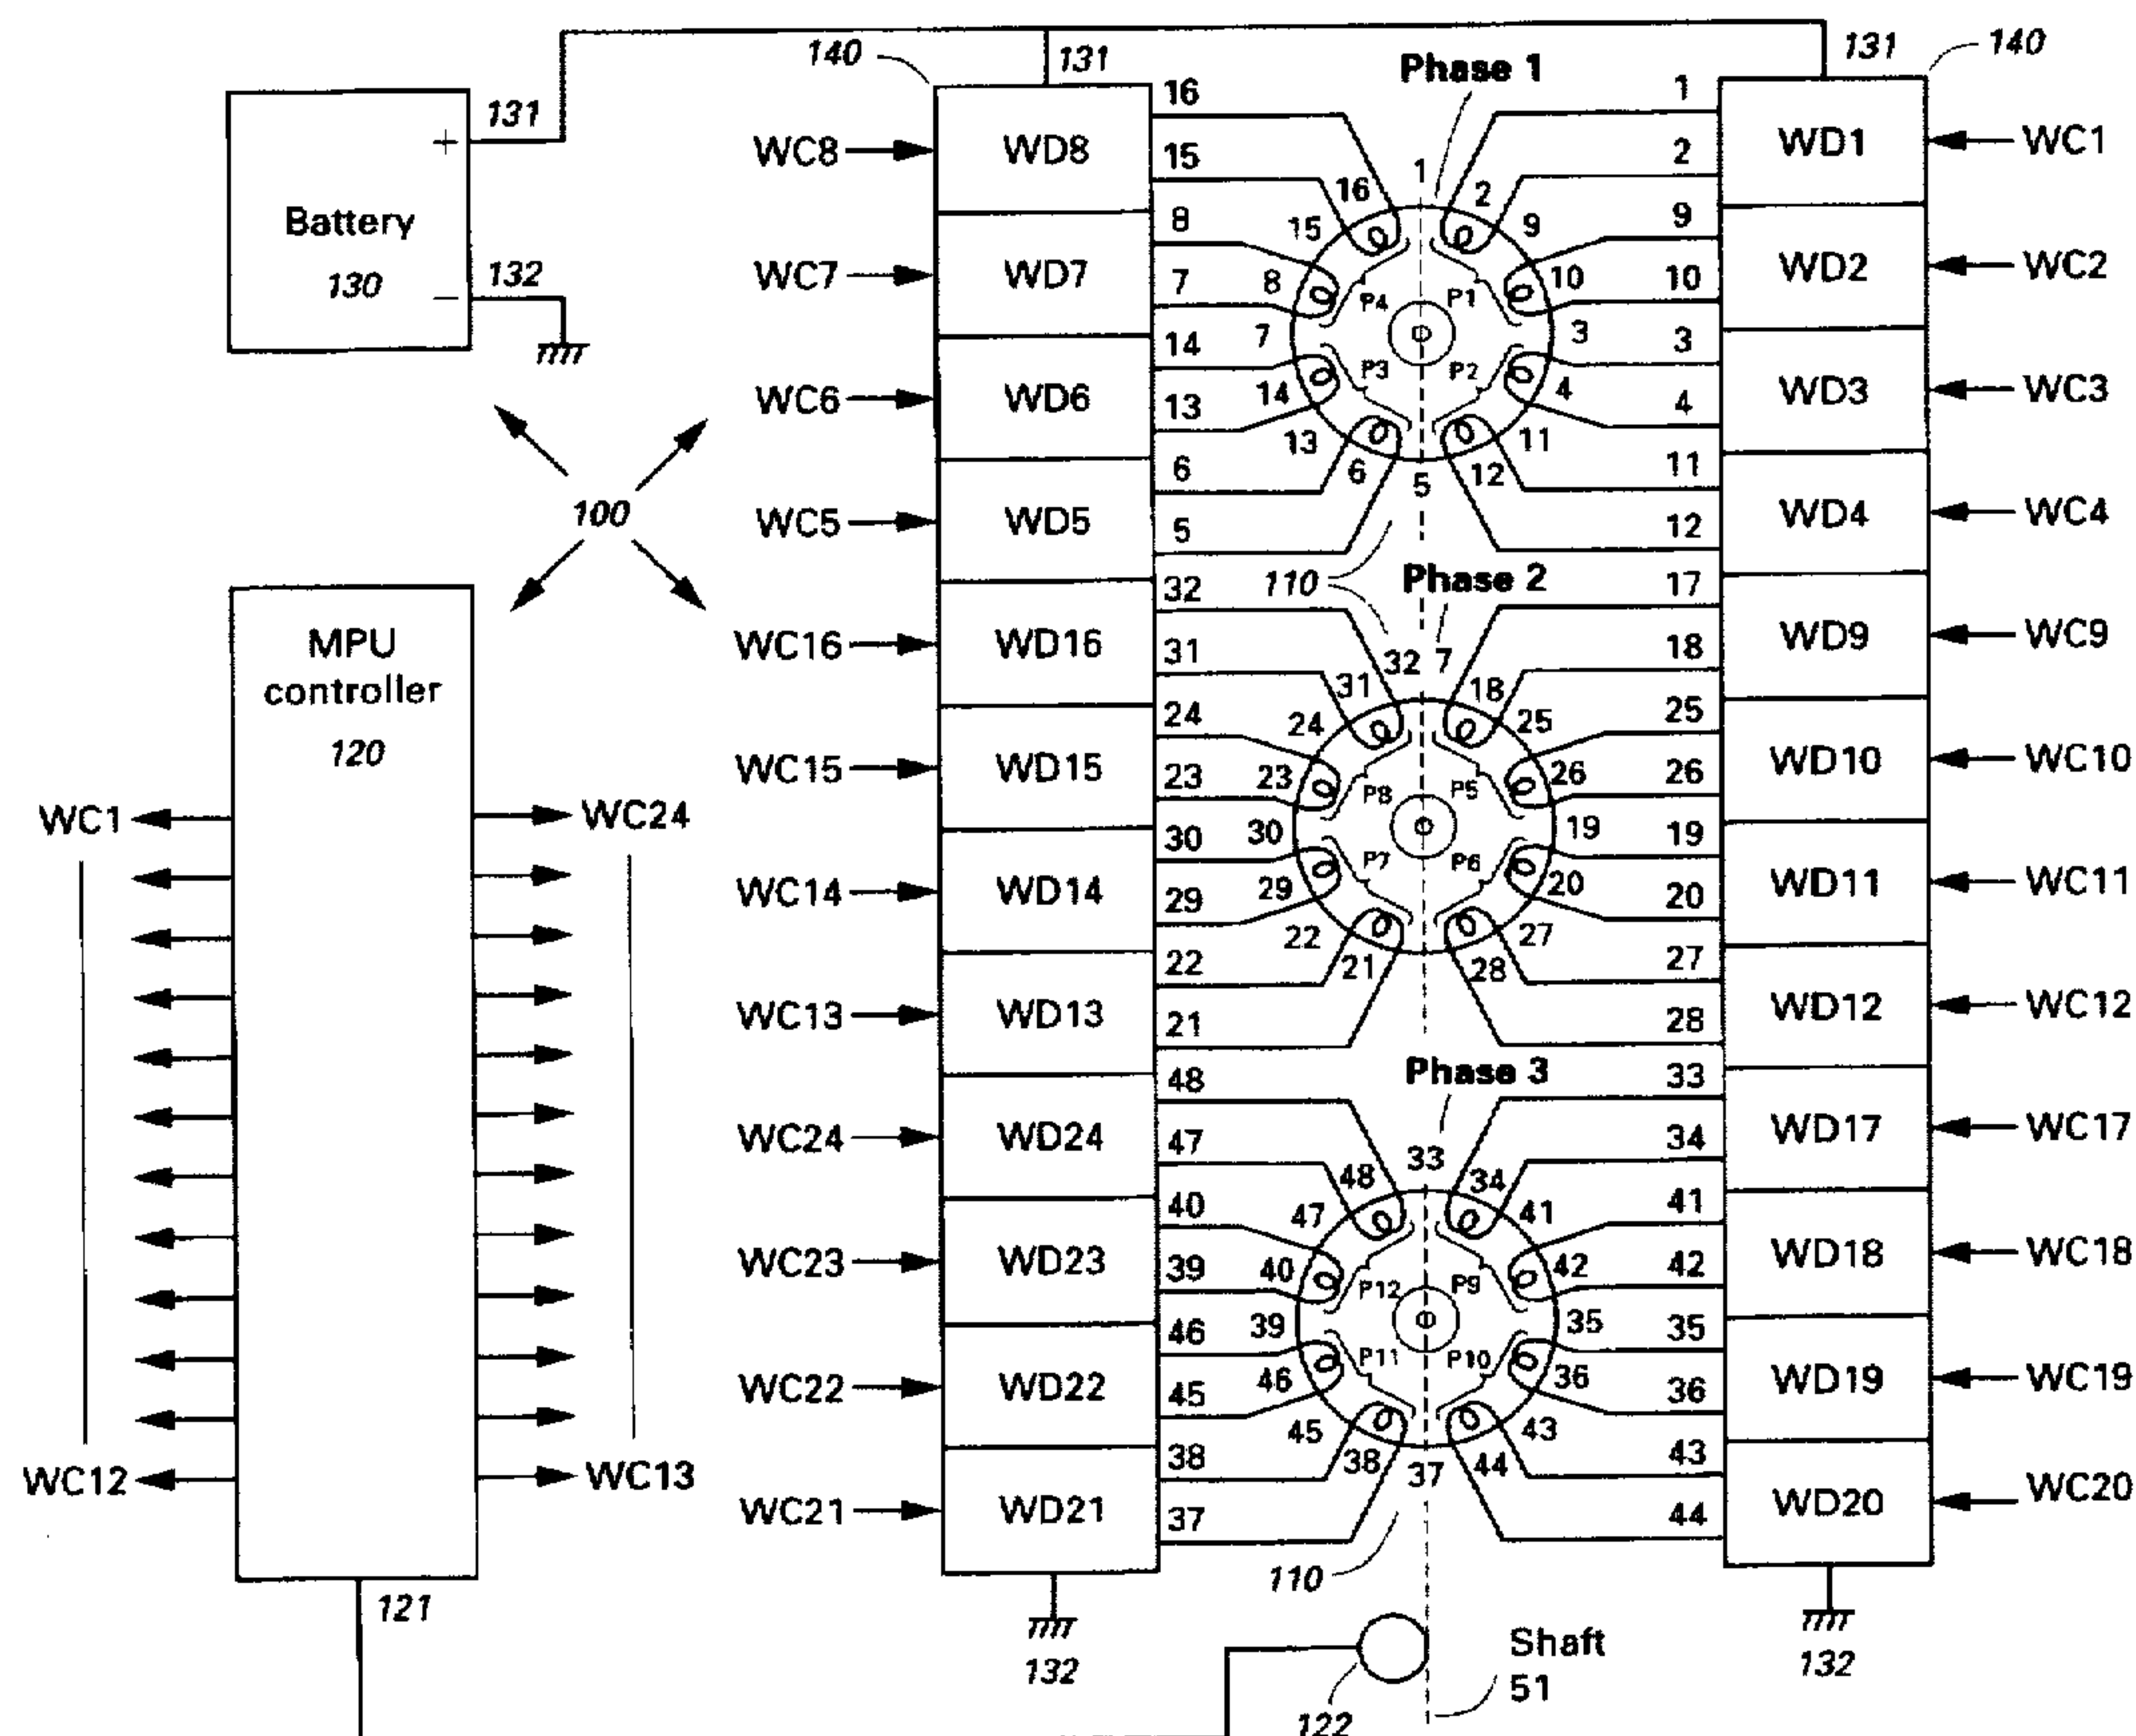 131
Battery
130
132
+
−
100
MPU
controller
120
WC1
WC12
WC24
WC13
121
140
131
WC8
WC7
WC6
WC5
WC16
WC15
WC14
WC13
WC24
WC23
WC22
WC21
WD8
WD7
WD6
WD5
WD16
WD15
WD14
WD13
WD24
WD23
WD22
WD21
132
16
15
8
7
14
13
6
5
32
31
24
23
30
29
22
21
48
47
40
39
46
45
38
37
Phase 1
1
16
2
15
9
8
10
7
3
14
4
13
11
6
12
5
P4
P1
P3
P2
110
Phase 2
32
7
31
18
24
25
23
26
30
19
29
20
22
27
21
28
P8
P5
P7
P6
Phase 3
33
48
34
47
41
40
42
39
35
46
36
45
43
38
44
37
P12
P9
P11
P10
110
Shaft
51
122
1
2
9
10
3
4
11
12
17
18
25
26
19
20
27
28
33
34
41
42
35
36
43
44
131
140
WD1
WD2
WD3
WD4
WD9
WD10
WD11
WD12
WD17
WD18
WD19
WD20
132
WC1
WC2
WC3
WC4
WC9
WC10
WC11
WC12
WC17
WC18
WC19
WC20